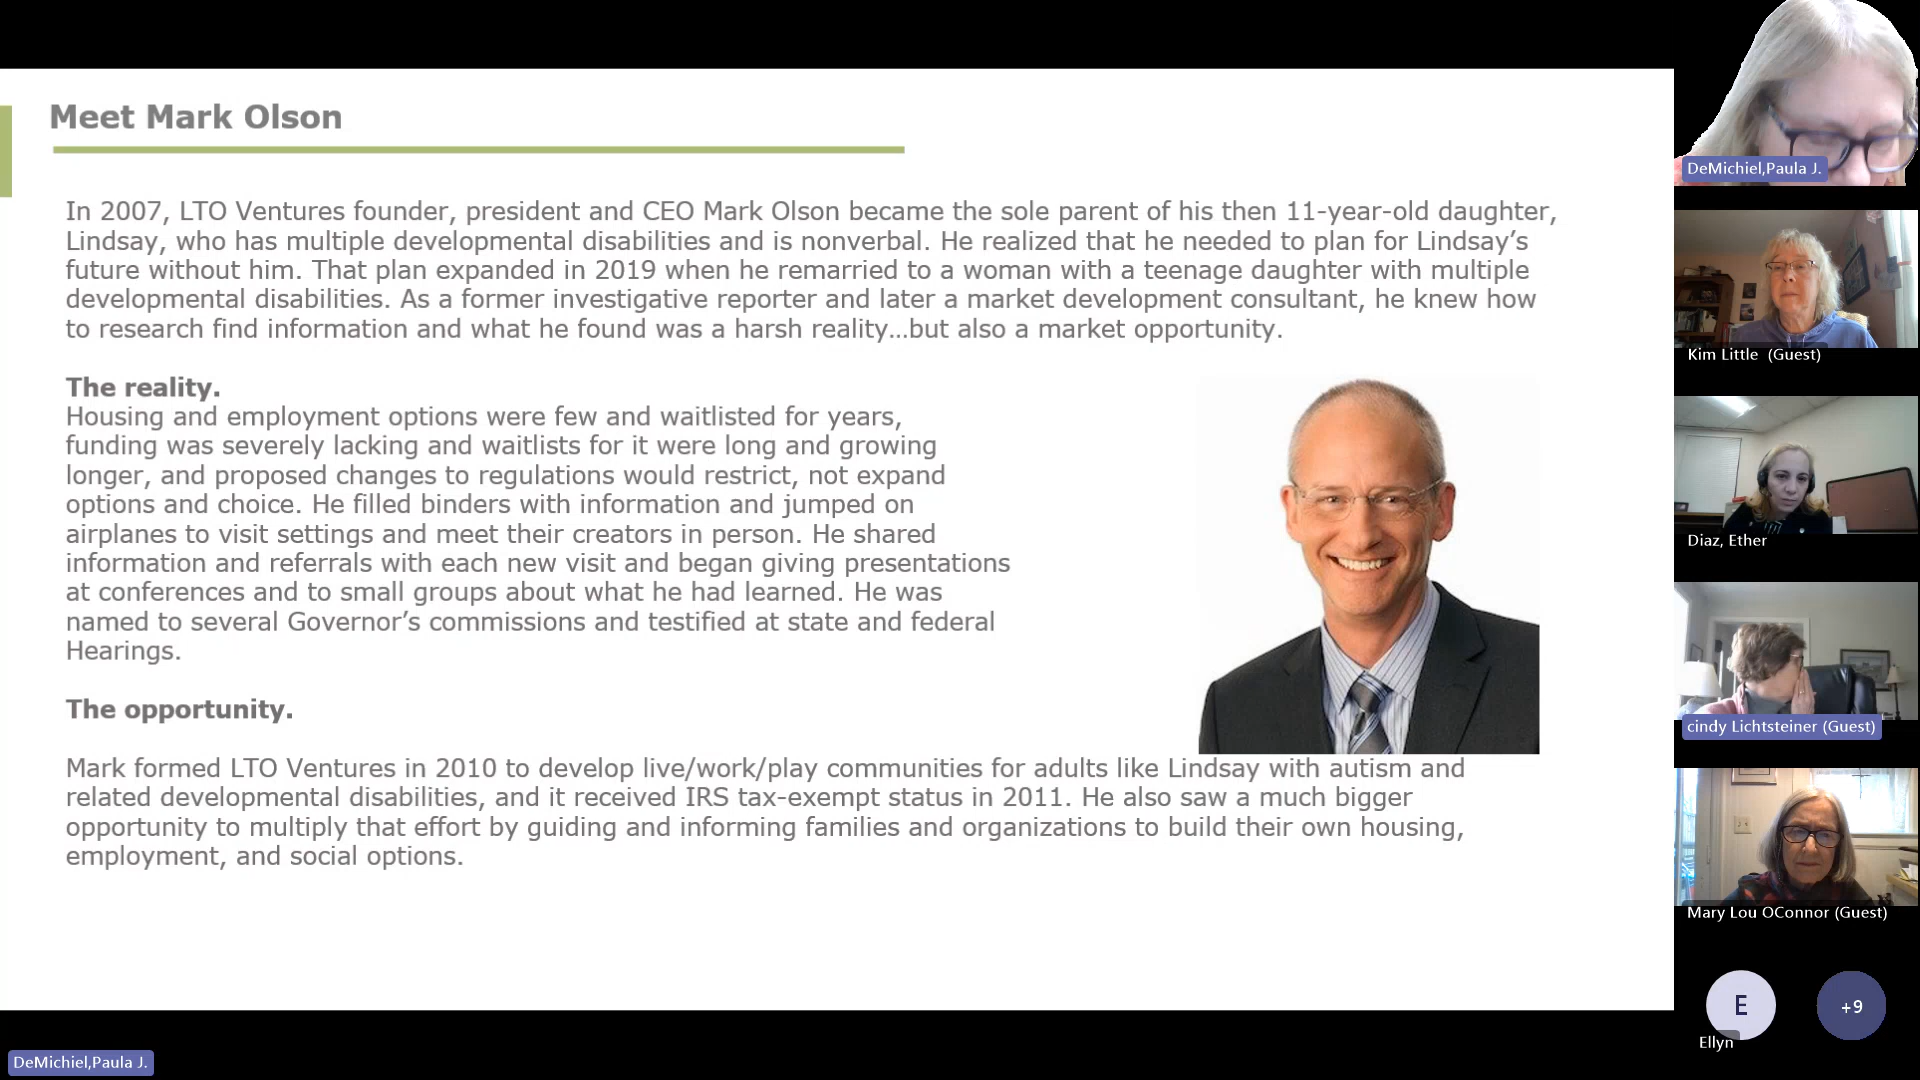 Meet Mark Olson
In 2007, LTO Ventures founder, president and CEO Mark Olson became the sole parent of his then 11-year-old daughter,
Lindsay, who has multiple developmental disabilities and is nonverbal. He realized that he needed to plan for Lindsay’s
future without him. That plan expanded in 2019 when he remarried to a woman with a teenage daughter with multiple
developmental disabilities. As a former investigative reporter and later a market development consultant, he knew how
to research find information and what he found was a harsh reality…but also a market opportunity.
The reality.
Housing and employment options were few and waitlisted for years,
funding was severely lacking and waitlists for it were long and growing
longer, and proposed changes to regulations would restrict, not expand
options and choice. He filled binders with information and jumped on
airplanes to visit settings and meet their creators in person. He shared
information and referrals with each new visit and began giving presentations
at conferences and to small groups about what he had learned. He was
named to several Governor’s commissions and testified at state and federal
Hearings.
The opportunity.
Mark formed LTO Ventures in 2010 to develop live/work/play communities for adults like Lindsay with autism and
related developmental disabilities, and it received IRS tax-exempt status in 2011. He also saw a much bigger
opportunity to multiply that effort by guiding and informing families and organizations to build their own housing,
employment, and social options.
DeMichiel,Paula J.
Kim Little (Guest)
Diaz, Ether
cindy Lichtsteiner (Guest)
Mary Lou OConnor (Guest)
E
+9
Ellyn
DeMichiel,Paula J.